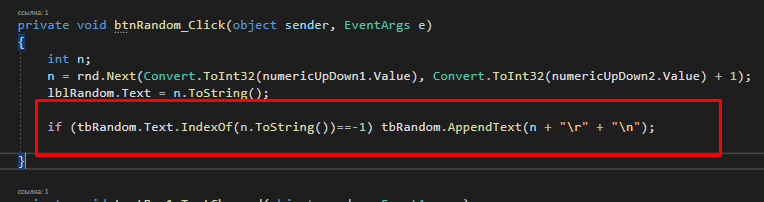 ссылка: 1
private void btnRandom_Click(object sender, EventArgs e)
{
int n;
n = rnd.Next(Convert.ToInt32(numericUpDown1.Value), Convert.ToInt32(numericUpDown2.Value) + 1);
lblRandom.Text = n.ToString();
if (tbRandom.Text.IndexOf(n.ToString())==-1) tbRandom.AppendText(n + "\r" + "\n");
}
ссылка: 1